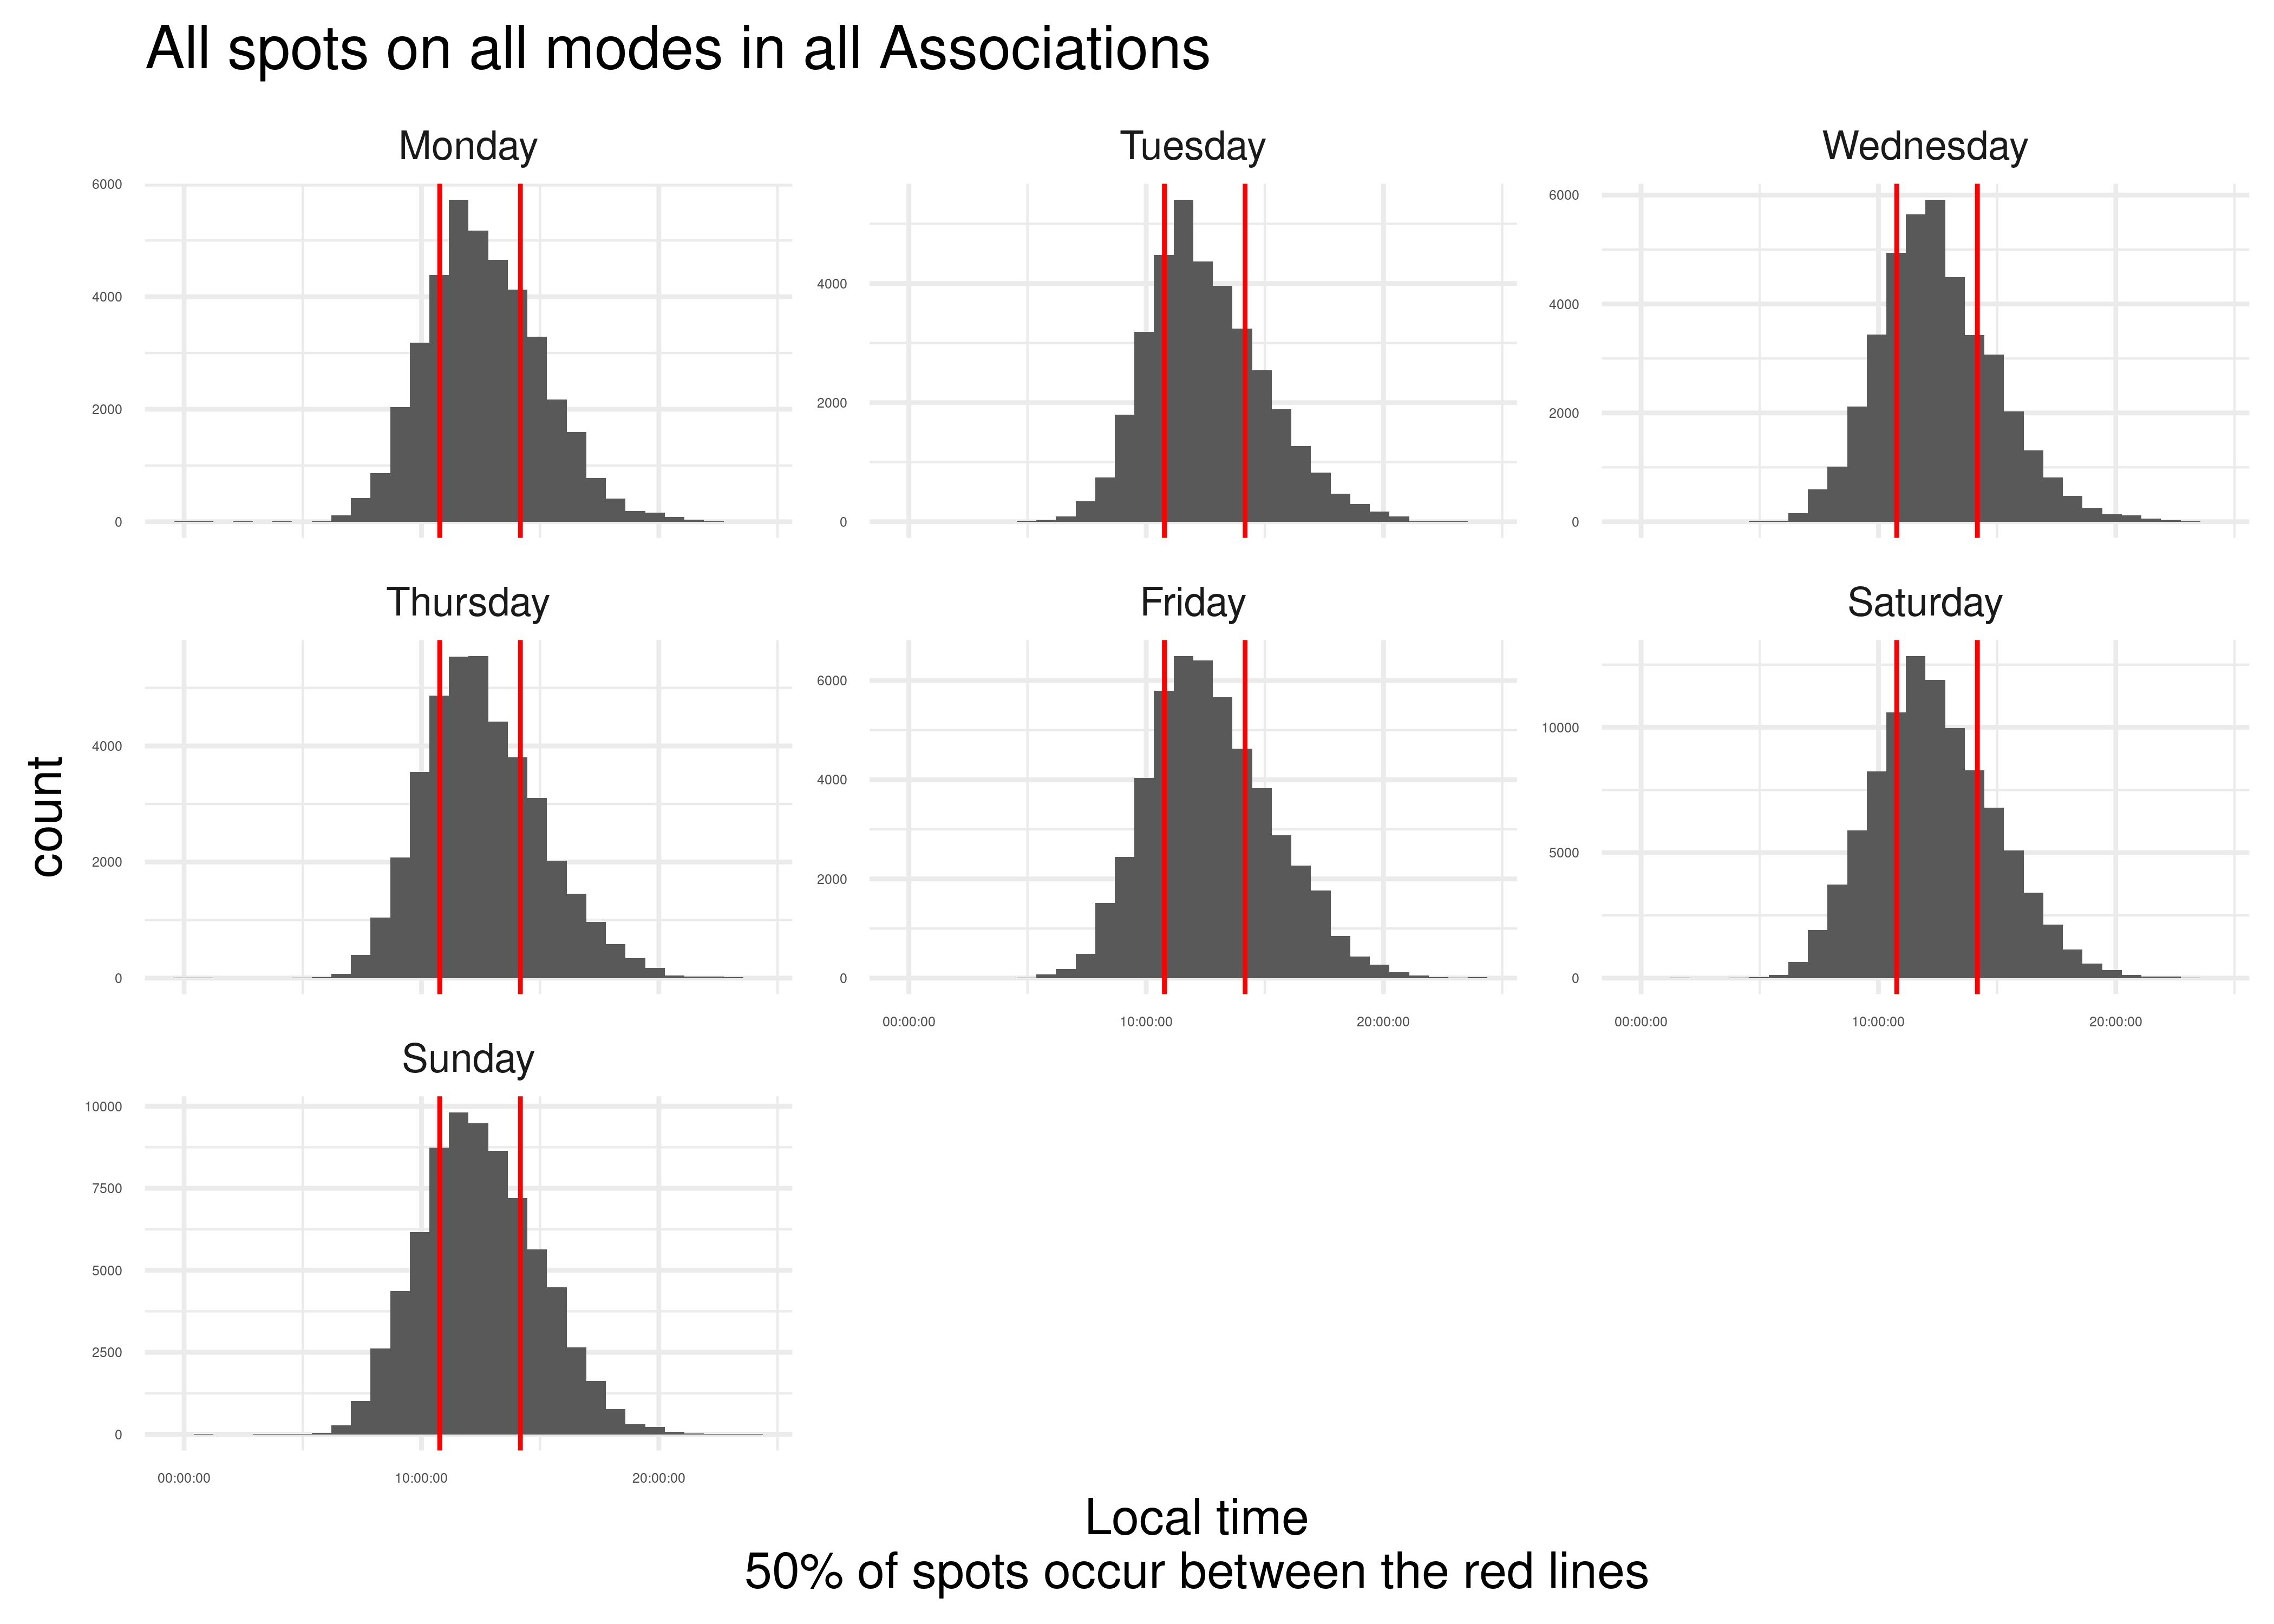 All spots on all modes in all Associations
Monday
Tuesday
Wednesday
6000
4000
2000
0
4000
2000
0
6000
4000
2000
0
Thursday
Friday
Saturday
4000
2000
0
6000
4000
2000
0
10000
5000
0
00:00:00 10:00:00 20:00:00
00:00:00 10:00:00 20:00:00
Sunday
10000
7500
5000
2500
0
00:00:00 10:00:00 20:00:00
count
Local time
50% of spots occur between the red lines